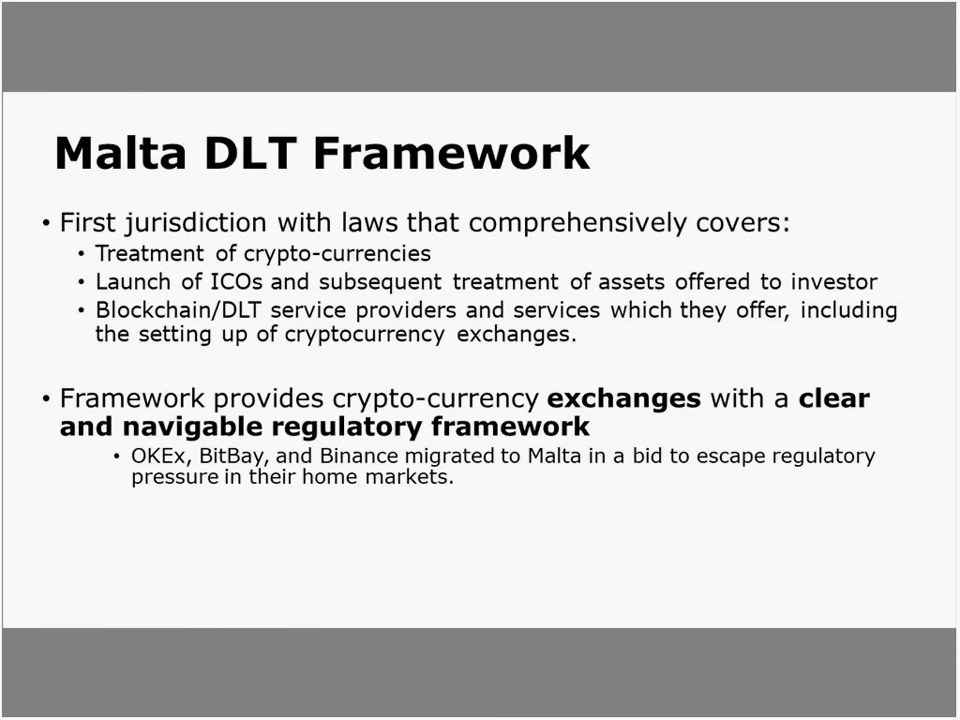 Malta DLT Framework
• First jurisdiction with laws that comprehensively covers:
• Treatment of crypto-currencies
• Launch of ICOs and subsequent treatment of assets offered to investor
• Blockchain/DLT service providers and services which they offer, including
the setting up of cryptocurrency exchanges.
• Framework provides crypto-currency exchanges with a clear
and navigable regulatory framework
• OKEx, BitBay, and Binance migrated to Malta in a bid to escape regulatory
pressure in their home markets.